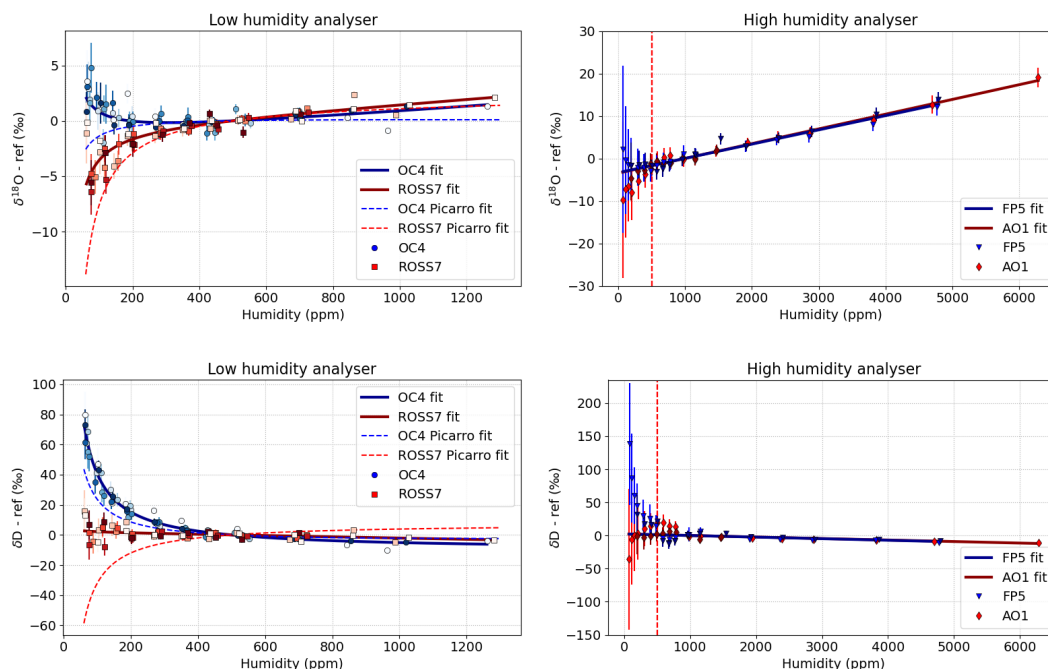 Low humidity analyser
δ¹⁸O - ref (‰)
5
0
−5
−10
OC4 fit
ROSS7 fit
OC4 Picarro fit
ROSS7 Picarro fit
OC4
ROSS7
0 200 400 600 800 1000 1200
Humidity (ppm)
High humidity analyser
δ¹⁸O - ref (‰)
30
20
10
0
−10
−20
−30
FP5 fit
AO1 fit
FP5
AO1
0 1000 2000 3000 4000 5000 6000
Humidity (ppm)
Low humidity analyser
δD - ref (‰)
100
80
60
40
20
0
−20
−40
−60
OC4 fit
ROSS7 fit
OC4 Picarro fit
ROSS7 Picarro fit
OC4
ROSS7
0 200 400 600 800 1000 1200
Humidity (ppm)
High humidity analyser
δD - ref (‰)
200
150
100
50
0
−50
−100
−150
FP5 fit
AO1 fit
FP5
AO1
0 1000 2000 3000 4000 5000 6000
Humidity (ppm)